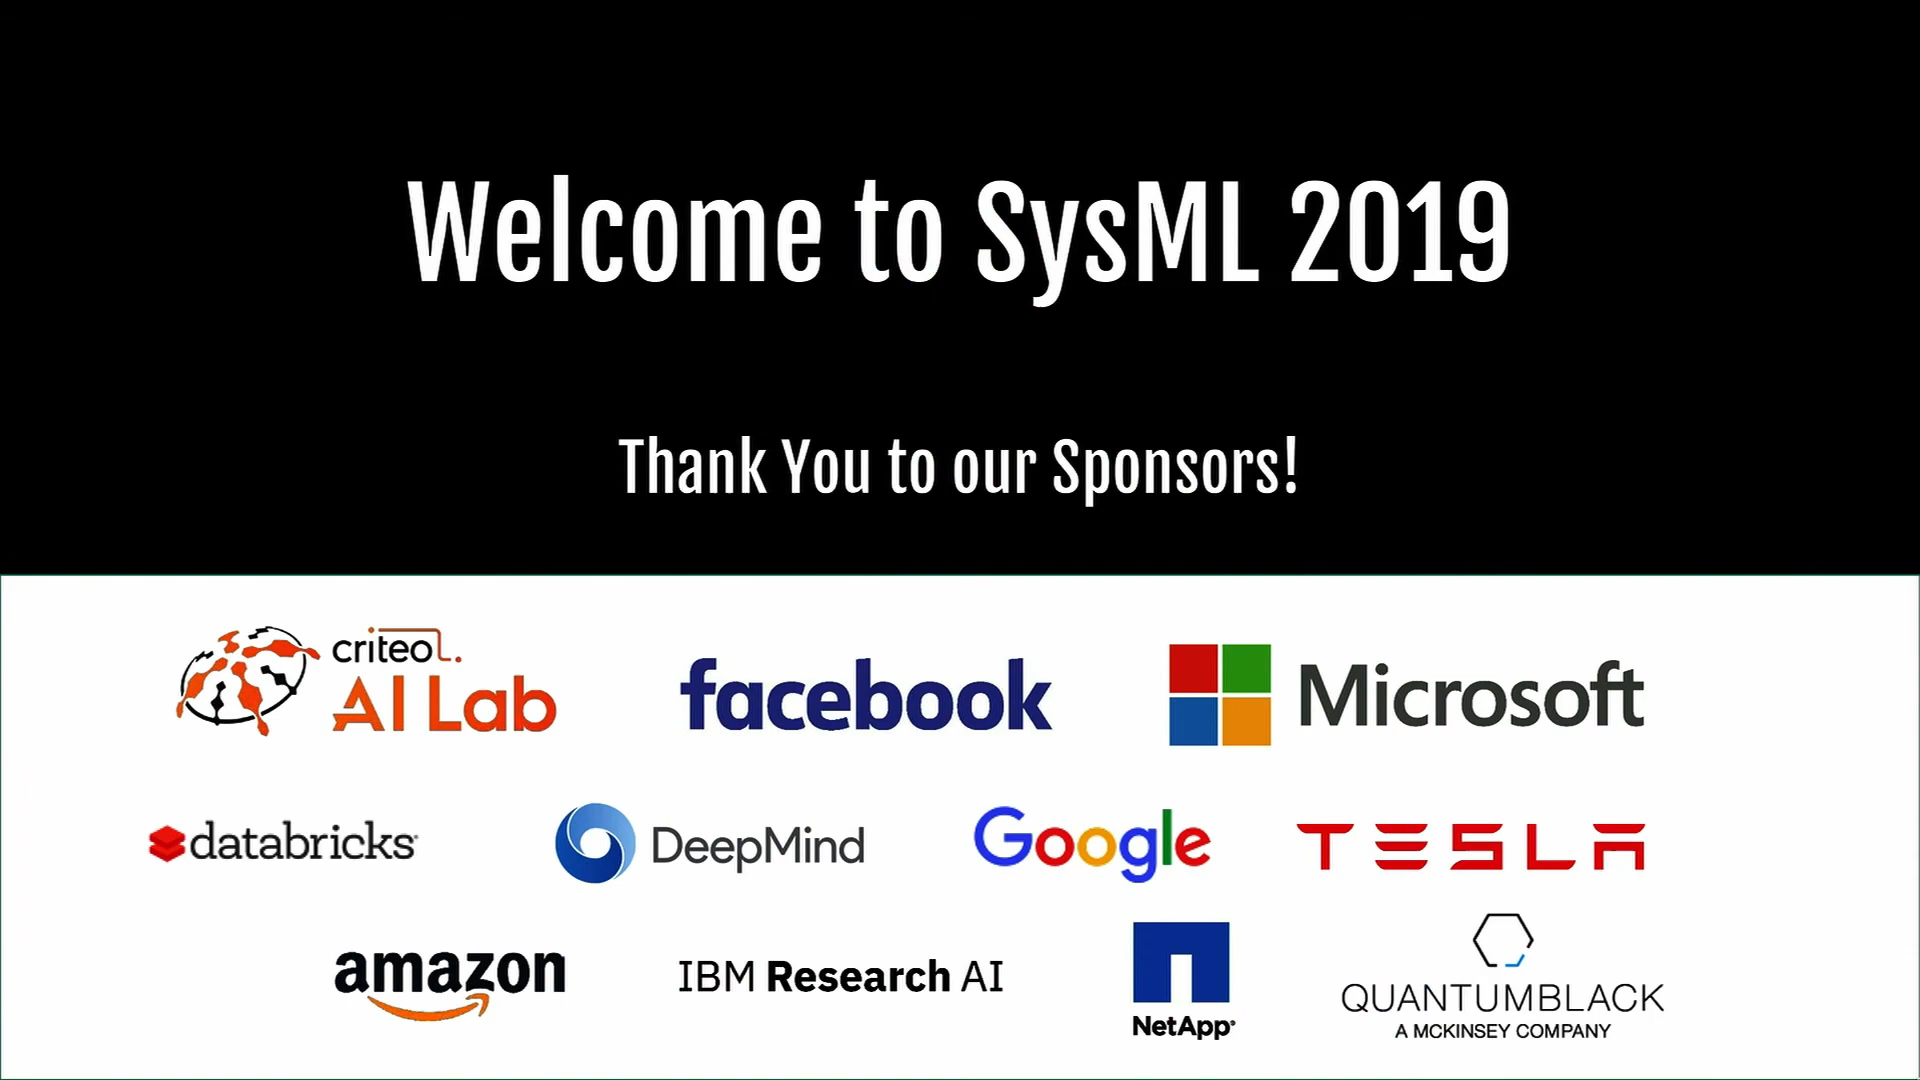 Welcome to SysML 2019
Thank You to our Sponsors!
criteo.
AI Lab
facebook
Microsoft
databricks
DeepMind
Google
TESLA
amazon
IBM Research AI
NetApp
QUANTUMBLACK
A MCKINSEY COMPANY